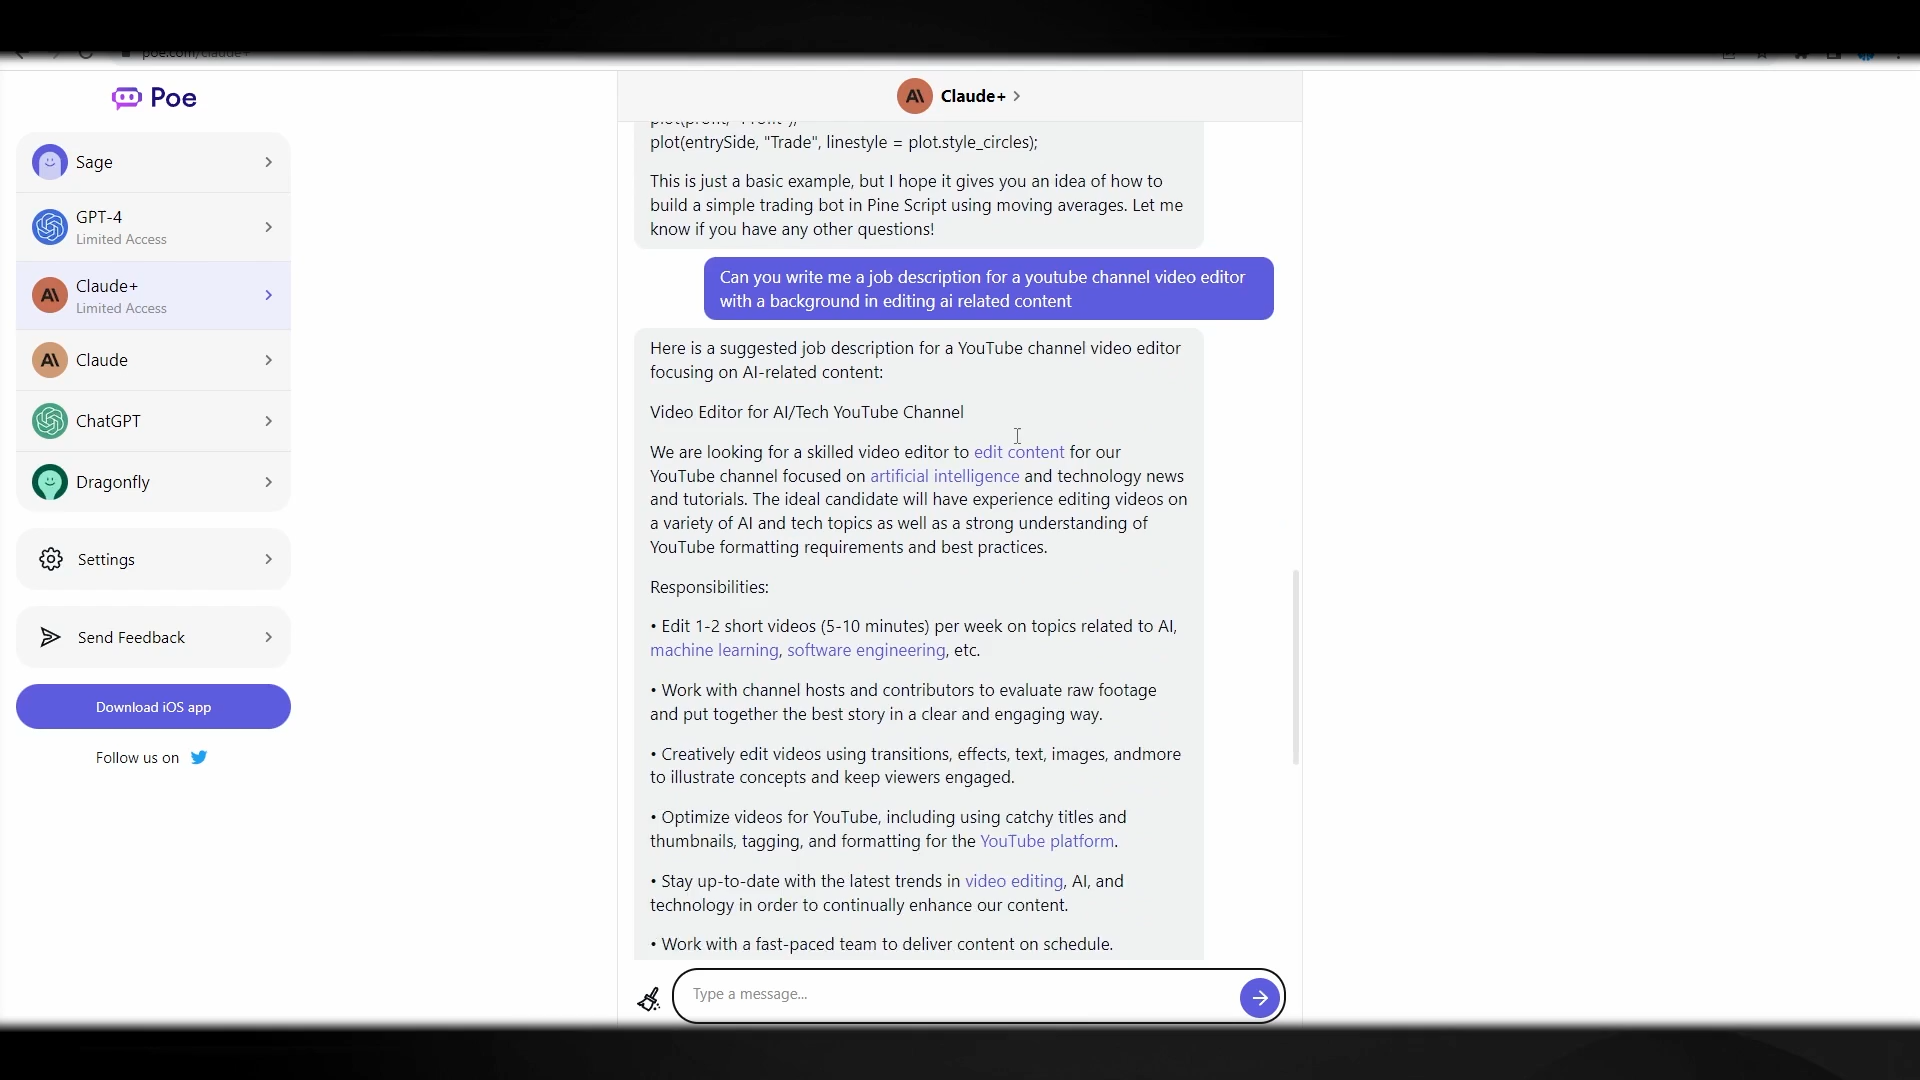 poe.com/claude+
Poe
Sage
GPT-4
Limited Access
Claude+
Limited Access
Claude
ChatGPT
Dragonfly
Settings
Send Feedback
Download iOS app
Follow us on
Claude+
plot(profit, "Profit");
plot(entrySide, "Trade", linestyle = plot.style_circles);
This is just a basic example, but I hope it gives you an idea of how to
build a simple trading bot in Pine Script using moving averages. Let me
know if you have any other questions!
Can you write me a job description for a youtube channel video editor
with a background in editing ai related content
Here is a suggested job description for a YouTube channel video editor
focusing on AI-related content:
Video Editor for AI/Tech YouTube Channel
We are looking for a skilled video editor to edit content for our
YouTube channel focused on artificial intelligence and technology news
and tutorials. The ideal candidate will have experience editing videos on
a variety of AI and tech topics as well as a strong understanding of
YouTube formatting requirements and best practices.
Responsibilities:
• Edit 1-2 short videos (5-10 minutes) per week on topics related to AI,
machine learning, software engineering, etc.
• Work with channel hosts and contributors to evaluate raw footage
and put together the best story in a clear and engaging way.
• Creatively edit videos using transitions, effects, text, images, andmore
to illustrate concepts and keep viewers engaged.
• Optimize videos for YouTube, including using catchy titles and
thumbnails, tagging, and formatting for the YouTube platform.
• Stay up-to-date with the latest trends in video editing, AI, and
technology in order to continually enhance our content.
• Work with a fast-paced team to deliver content on schedule.
Type a message...